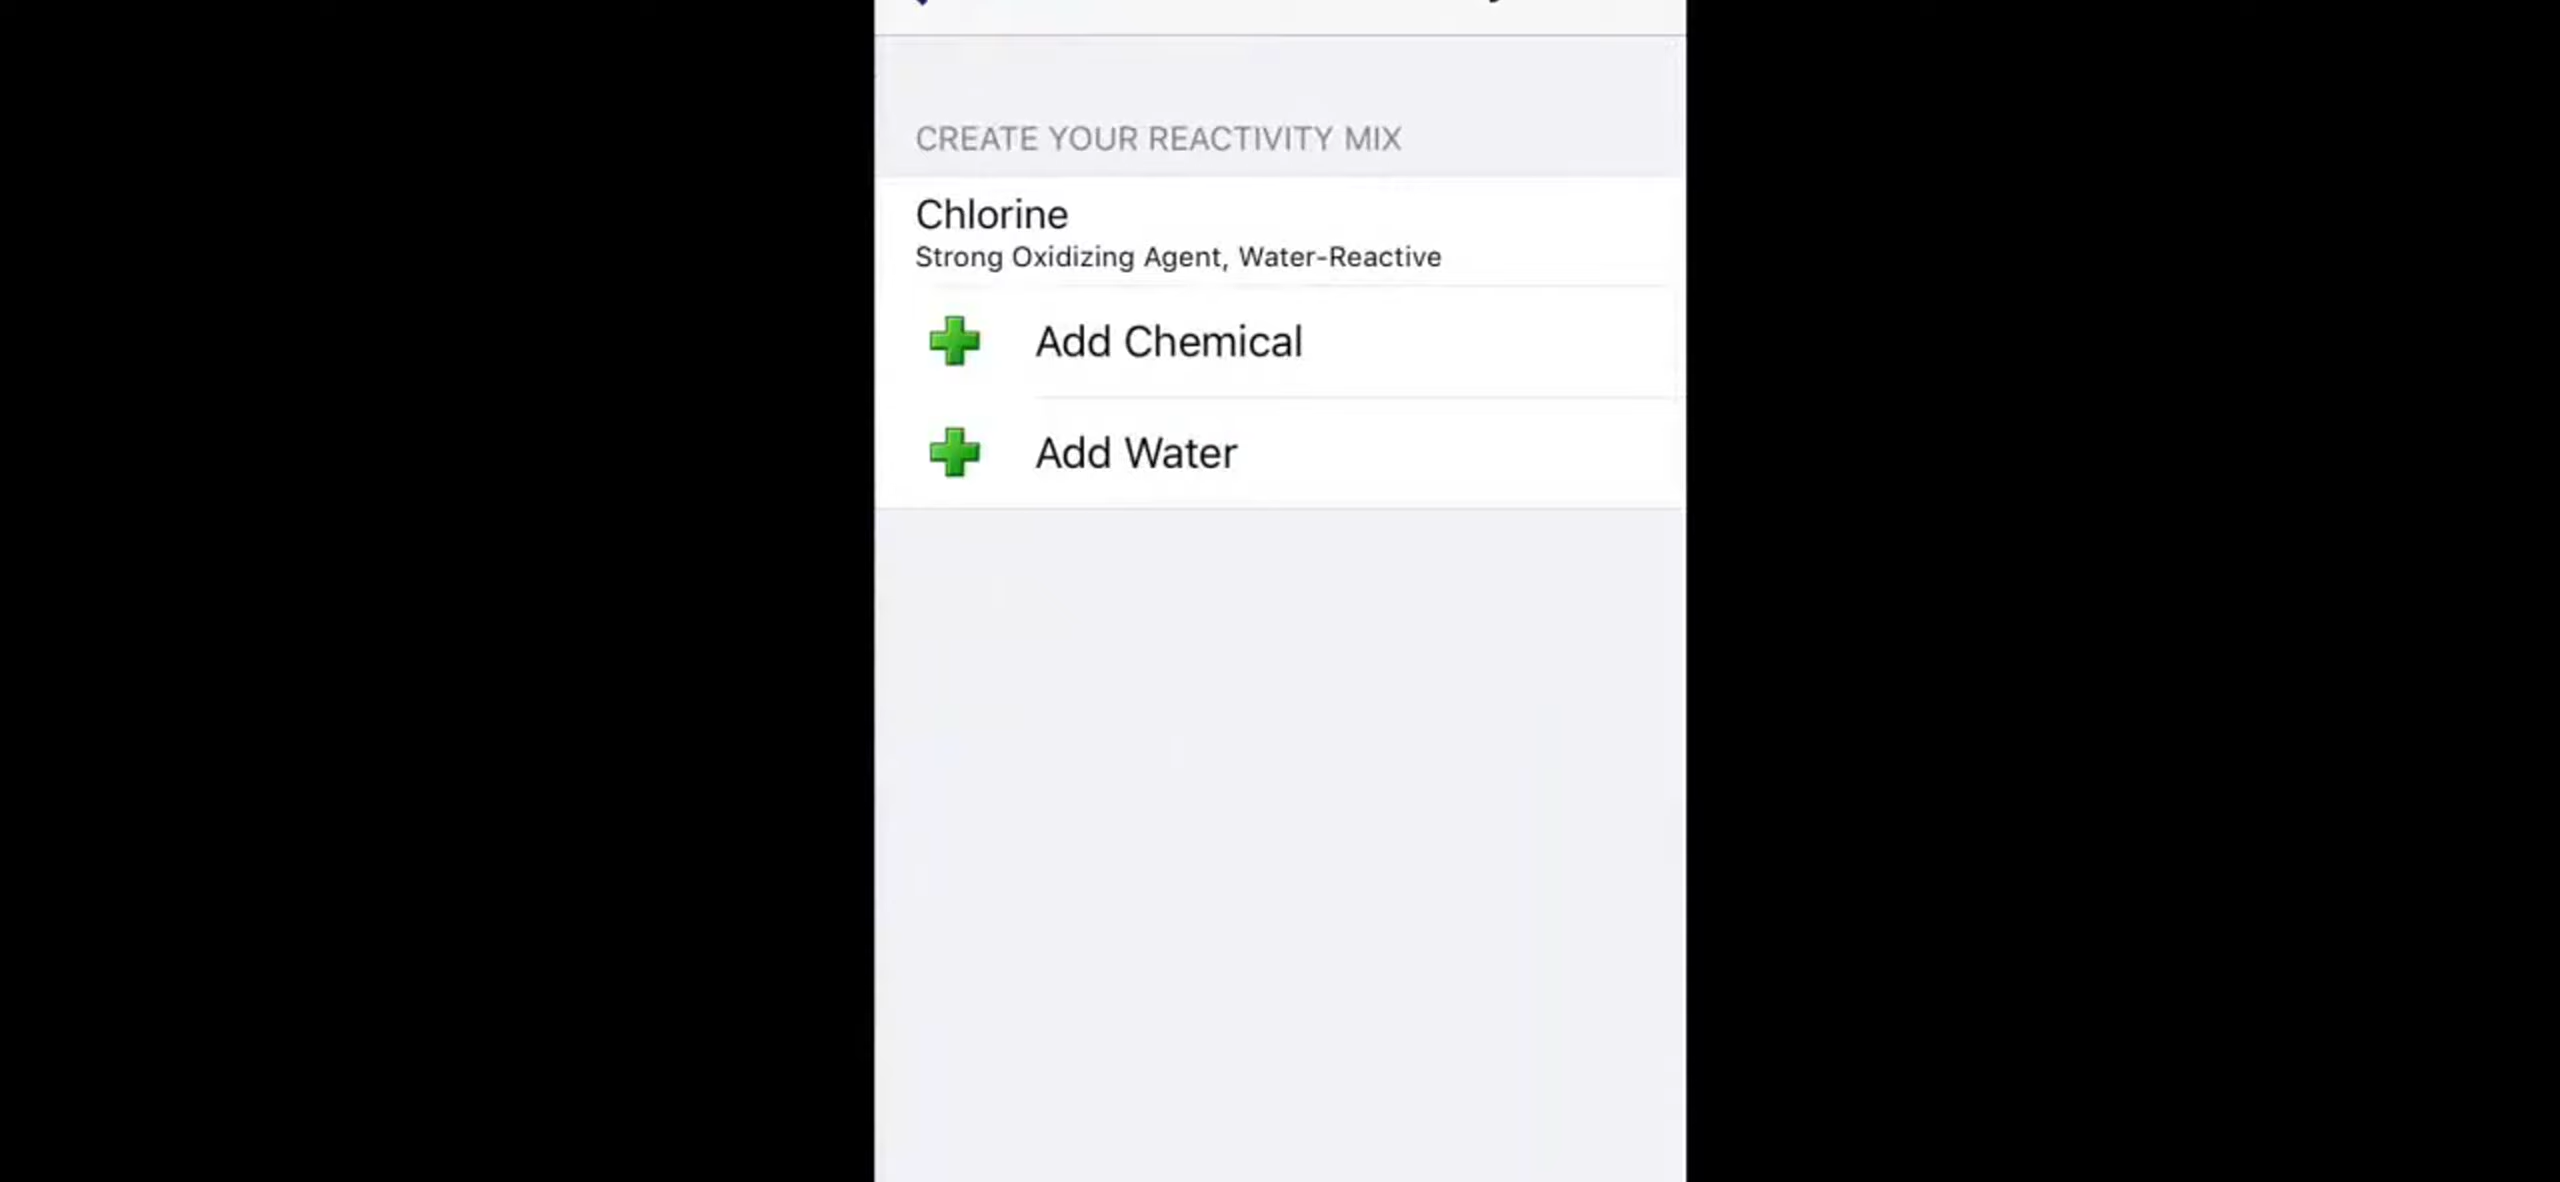 CREATE YOUR REACTIVITY MIX
Chlorine
Strong Oxidizing Agent, Water-Reactive
Add Chemical
Add Water